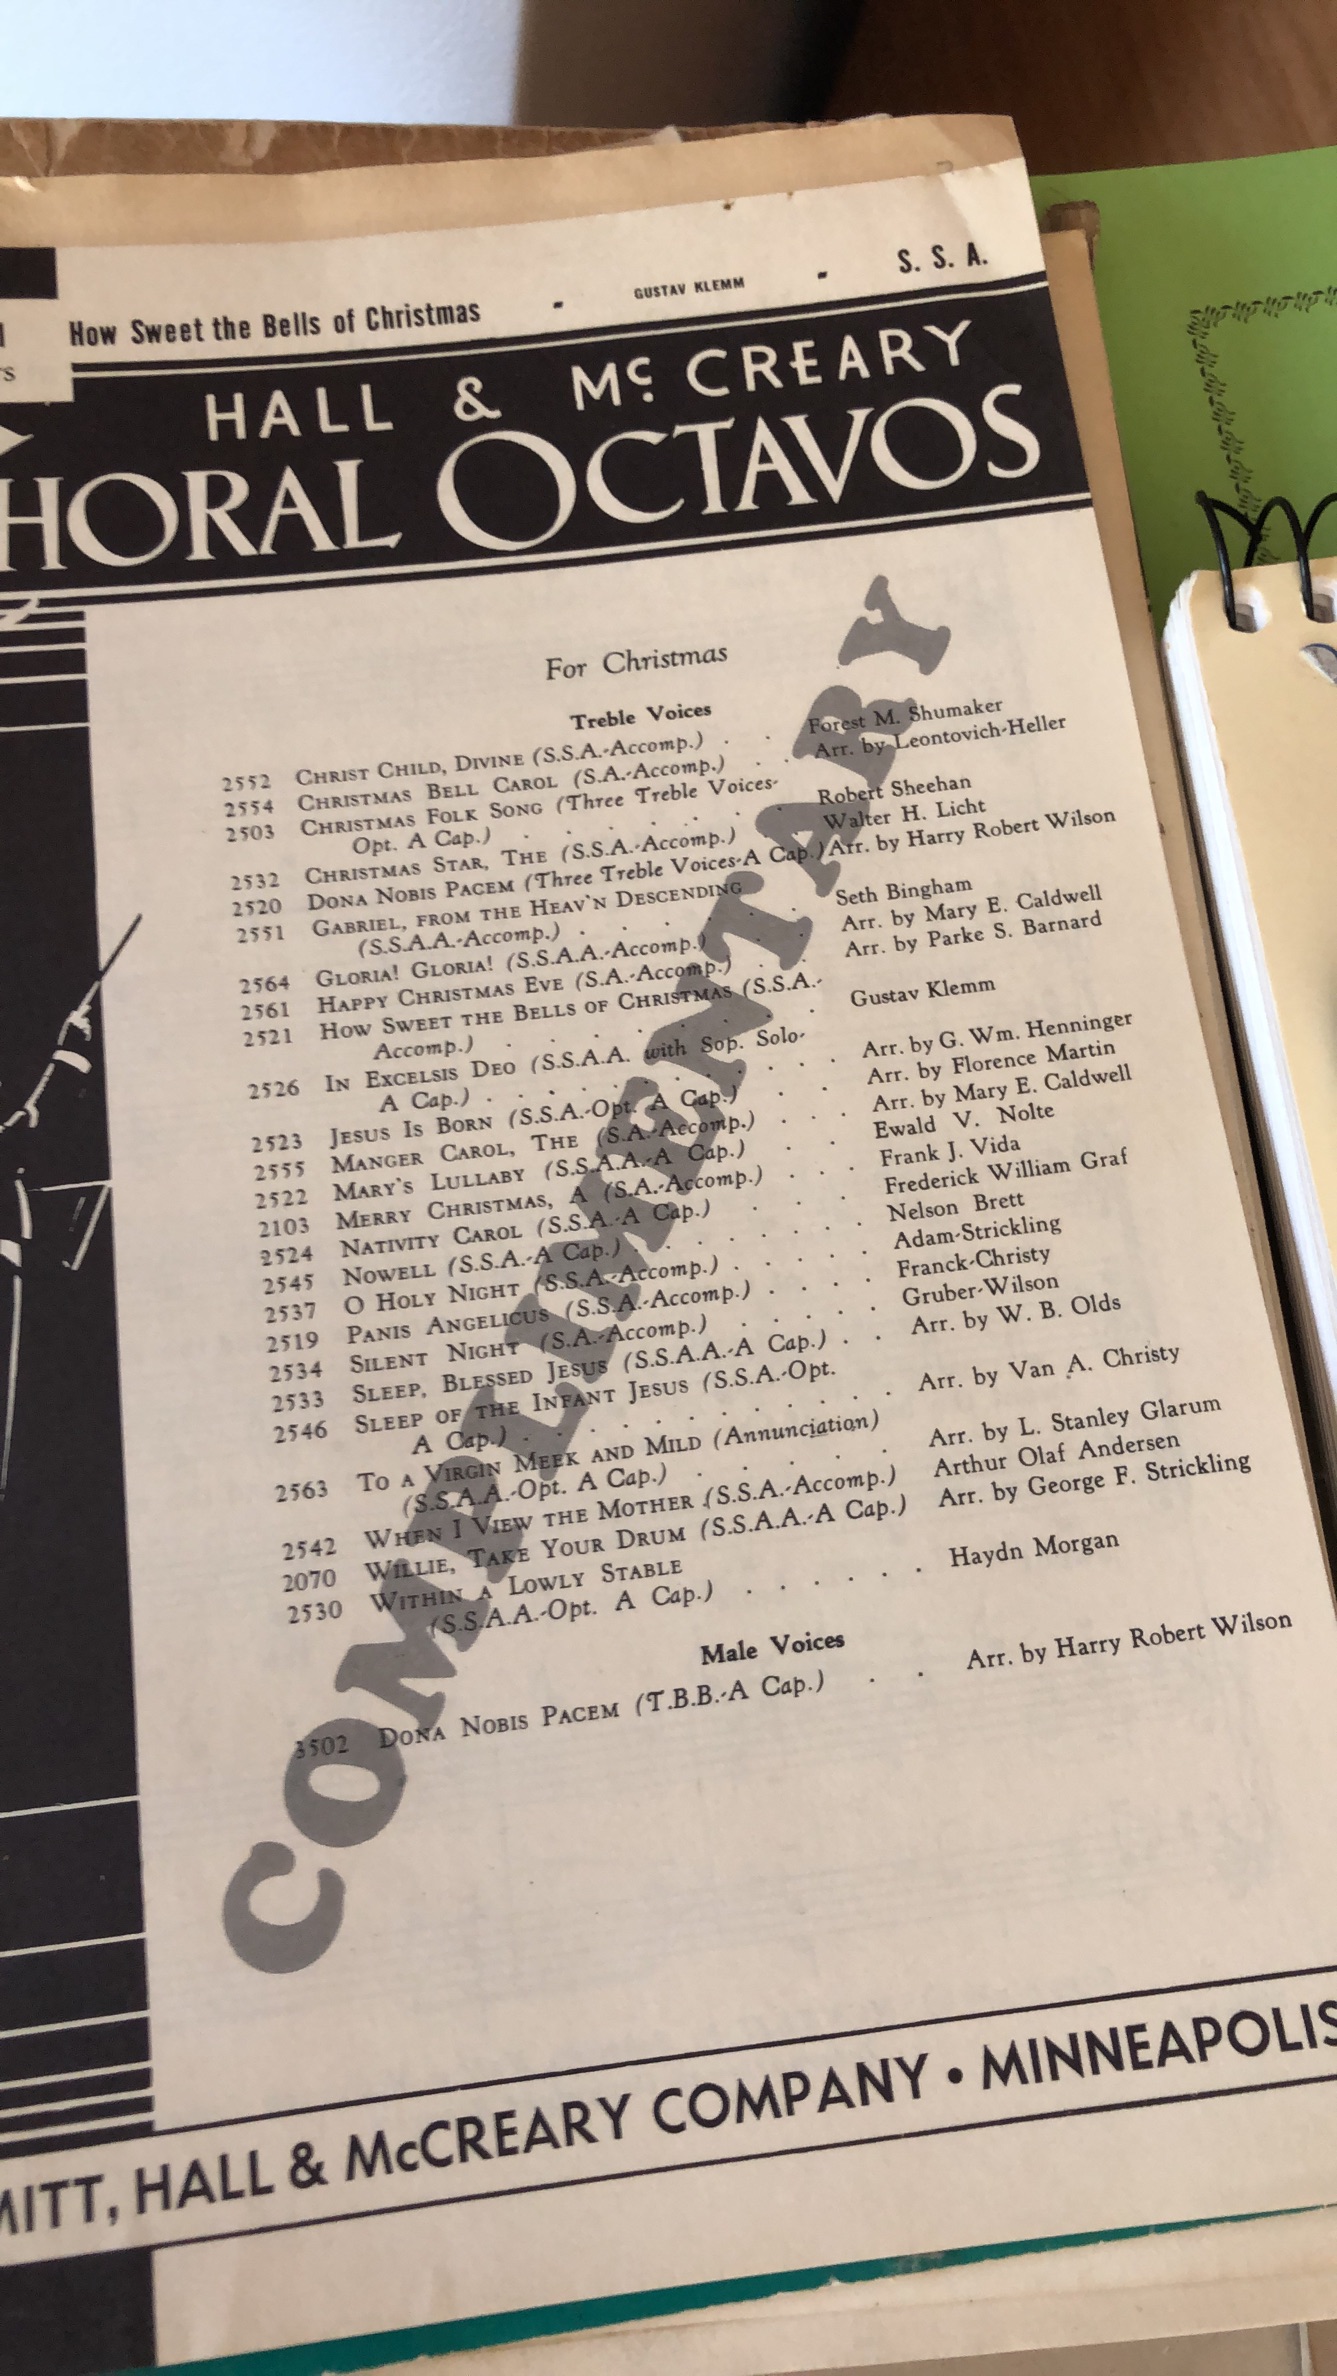 How Sweet the Bells of Christmas - GUSTAV KLEMM - S. S. A.
HALL & Mc CREARY
HORAL OCTAVOS
For Christmas
Treble Voices
2552 CHRIST CHILD, DIVINE (S.S.A.-Accomp.) . . Forest M. Shumaker
2554 CHRISTMAS BELL CAROL (S.A.-Accomp.) . . Arr. by Leontovich-Heller
2503 CHRISTMAS FOLK SONG (Three Treble Voices-
Opt. A Cap.) . . . . . . . Robert Sheehan
2532 CHRISTMAS STAR, THE (S.S.A.-Accomp.) . Walter H. Licht
2520 DONA NOBIS PACEM (Three Treble Voices-A Cap.) Arr. by Harry Robert Wilson
2551 GABRIEL, FROM THE HEAV'N DESCENDING
(S.S.A.A.-Accomp.) . . . . . Seth Bingham
2564 GLORIA! GLORIA! (S.S.A.A.-Accomp.) . . Arr. by Mary E. Caldwell
2561 HAPPY CHRISTMAS EVE (S.A.-Accomp.) . . Arr. by Parke S. Barnard
2521 HOW SWEET THE BELLS OF CHRISTMAS (S.S.A.-
Accomp.) . . . . . . . . Gustav Klemm
2526 IN EXCELSIS DEO (S.S.A.A. with Sop. Solo-
A Cap.) . . . . . . . . Arr. by G. Wm. Henninger
2523 JESUS IS BORN (S.S.A.-Opt. A Cap.) . . Arr. by Florence Martin
2555 MANGER CAROL, THE (S.A.-Accomp.) . . . Arr. by Mary E. Caldwell
2522 MARY'S LULLABY (S.S.A.A.-A Cap.) . . Ewald V. Nolte
2103 MERRY CHRISTMAS, A (S.A.-Accomp.) . . . Frank J. Vida
2524 NATIVITY CAROL (S.S.A.-A Cap.) . . . Frederick William Graf
2545 NOWELL (S.S.A.-A Cap.) . . . . . . Nelson Brett
2537 O HOLY NIGHT (S.S.A.-Accomp.) . . . . Adam-Strickling
2519 PANIS ANGELICUS (S.S.A.-Accomp.) . . . . Franck-Christy
2534 SILENT NIGHT (S.A.-Accomp.) . . . . . Gruber-Wilson
2533 SLEEP, BLESSED JESUS (S.S.A.A.-A Cap.) . . Arr. by W. B. Olds
2546 SLEEP OF THE INFANT JESUS (S.S.A.-Opt.
A Cap.) . . . . . . . . . Arr. by Van A. Christy
2563 TO A VIRGIN MEEK AND MILD (Annunciation)
(S.S.A.A.-Opt. A Cap.) . . . . . Arr. by L. Stanley Glarum
2542 WHEN I VIEW THE MOTHER (S.S.A.-Accomp.) Arthur Olaf Andersen
2070 WILLIE, TAKE YOUR DRUM (S.S.A.A.-A Cap.) Arr. by George F. Strickling
2530 WITHIN A LOWLY STABLE
(S.S.A.A.-Opt. A Cap.) . . . . . . Haydn Morgan
Male Voices
3502 DONA NOBIS PACEM (T.B.B.-A Cap.) . . Arr. by Harry Robert Wilson
COMPLIMENTARY
MITT, HALL & McCREARY COMPANY • MINNEAPOLIS